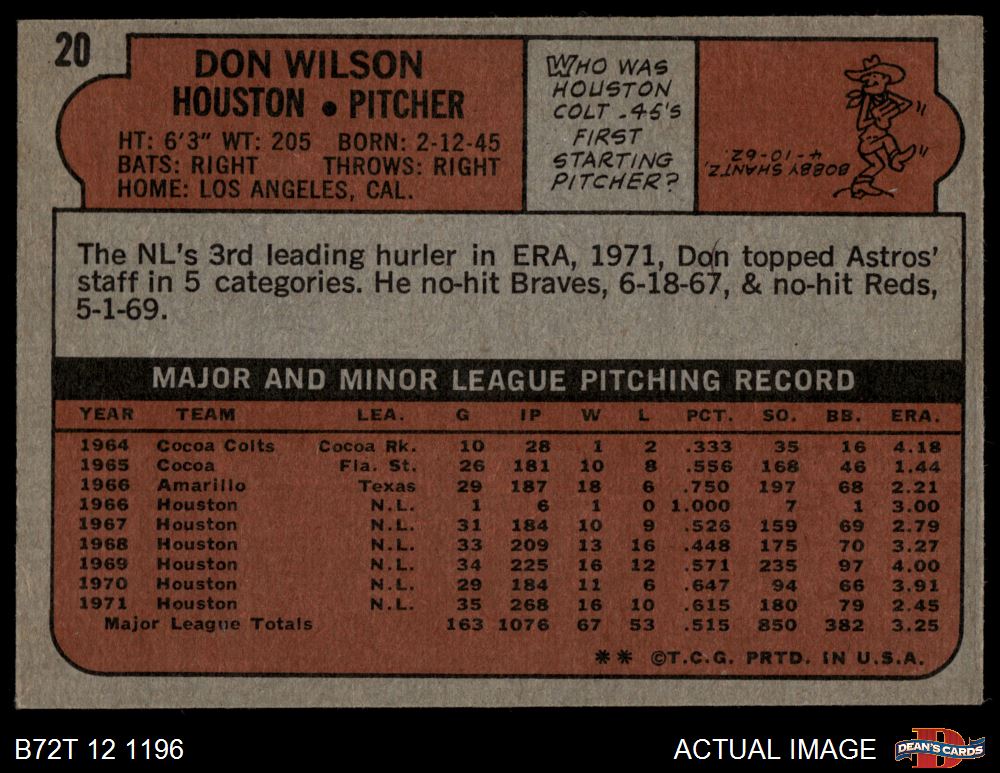 20
DON WILSON
HOUSTON • PITCHER
HT: 6'3" WT: 205 BORN: 2-12-45
BATS: RIGHT THROWS: RIGHT
HOME: LOS ANGELES, CAL.
WHO WAS
HOUSTON
COLT .45'S
FIRST
STARTING
PITCHER?
BOBBY SHANTZ,
4-10-62.
The NL's 3rd leading hurler in ERA, 1971, Don topped Astros'
staff in 5 categories. He no-hit Braves, 6-18-67, & no-hit Reds,
5-1-69.
MAJOR AND MINOR LEAGUE PITCHING RECORD
YEAR TEAM LEA. G IP W L PCT. SO. BB. ERA.
1964 Cocoa Colts Cocoa Rk. 10 28 1 2 .333 35 16 4.18
1965 Cocoa Fla. St. 26 181 10 8 .556 168 46 1.44
1966 Amarillo Texas 29 187 18 6 .750 197 68 2.21
1966 Houston N.L. 1 6 1 0 1.000 7 1 3.00
1967 Houston N.L. 31 184 10 9 .526 159 69 2.79
1968 Houston N.L. 33 209 13 16 .448 175 70 3.27
1969 Houston N.L. 34 225 16 12 .571 235 97 4.00
1970 Houston N.L. 29 184 11 6 .647 94 66 3.91
1971 Houston N.L. 35 268 16 10 .615 180 79 2.45
Major League Totals 163 1076 67 53 .515 850 382 3.25
** ©T.C.G. PRTD. IN U.S.A.
B72T 12 1196
ACTUAL IMAGE
D
DEAN'S CARDS